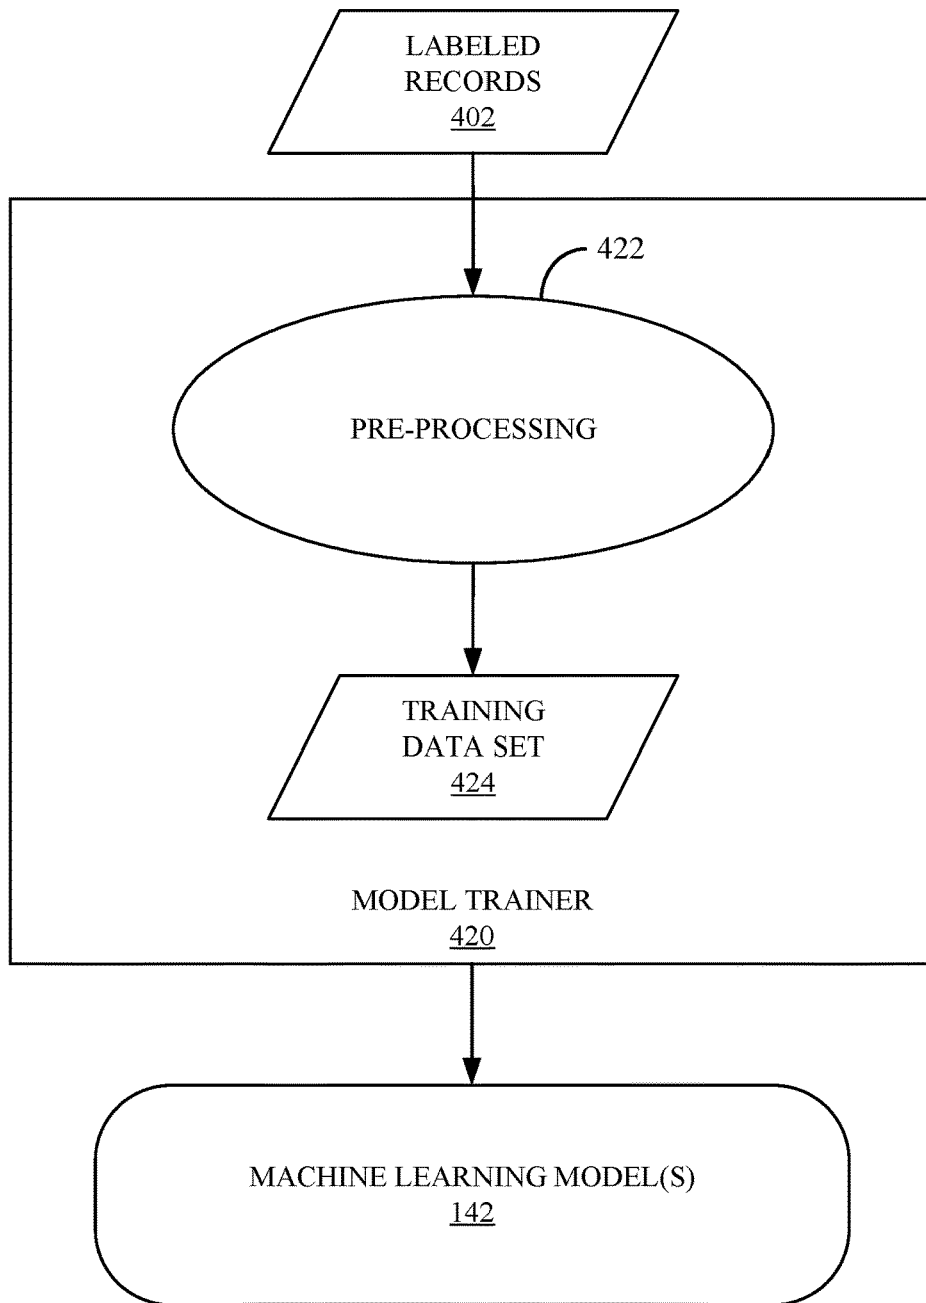 LABELED
RECORDS
402
422
PRE-PROCESSING
TRAINING
DATA SET
424
MODEL TRAINER
420
MACHINE LEARNING MODEL(S)
142